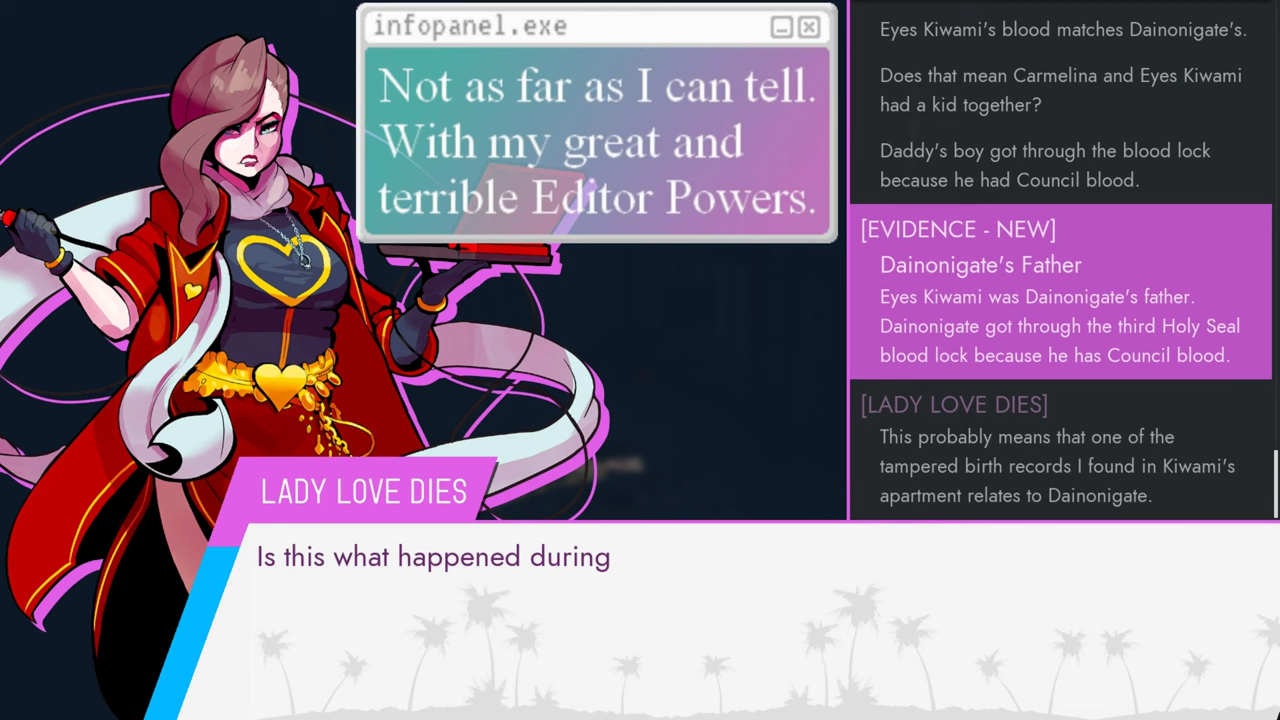 infopanel.exe
Not as far as I can tell.
With my great and
terrible Editor Powers.
Eyes Kiwami's blood matches Dainonigate's.
Does that mean Carmelina and Eyes Kiwami
had a kid together?
Daddy's boy got through the blood lock
because he had Council blood.
[EVIDENCE - NEW]
Dainonigate's Father
Eyes Kiwami was Dainonigate's father.
Dainonigate got through the third Holy Seal
blood lock because he has Council blood.
[LADY LOVE DIES]
This probably means that one of the
tampered birth records I found in Kiwami's
apartment relates to Dainonigate.
LADY LOVE DIES
Is this what happened during